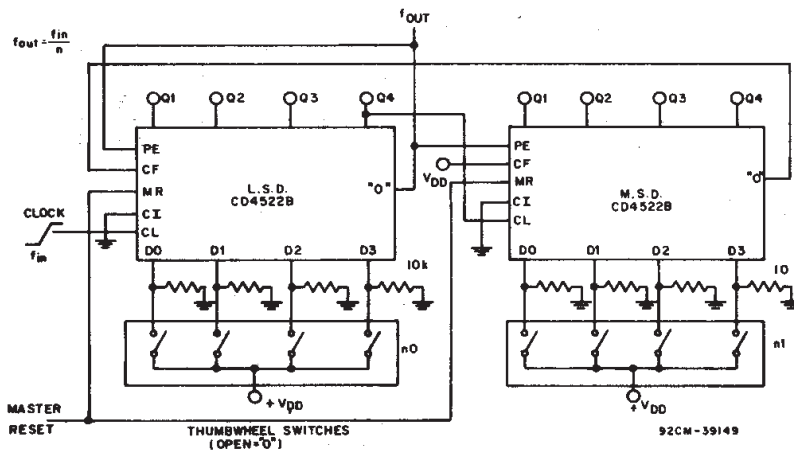 fOUT
fout = fin
n
Q1 Q2 Q3 Q4 Q1 Q2 Q3 Q4
PE
CF
MR
CI
CL
L.S.D.
CD4522B
"0"
D0 D1 D2 D3
VDD
PE
CF
MR
CI
CL
M.S.D.
CD4522B
"0"
D0 D1 D2 D3
CLOCK
fin
10k
10
n0
n1
+VDD
+VDD
MASTER
RESET
THUMBWHEEL SWITCHES
(OPEN="0")
92CM-39149